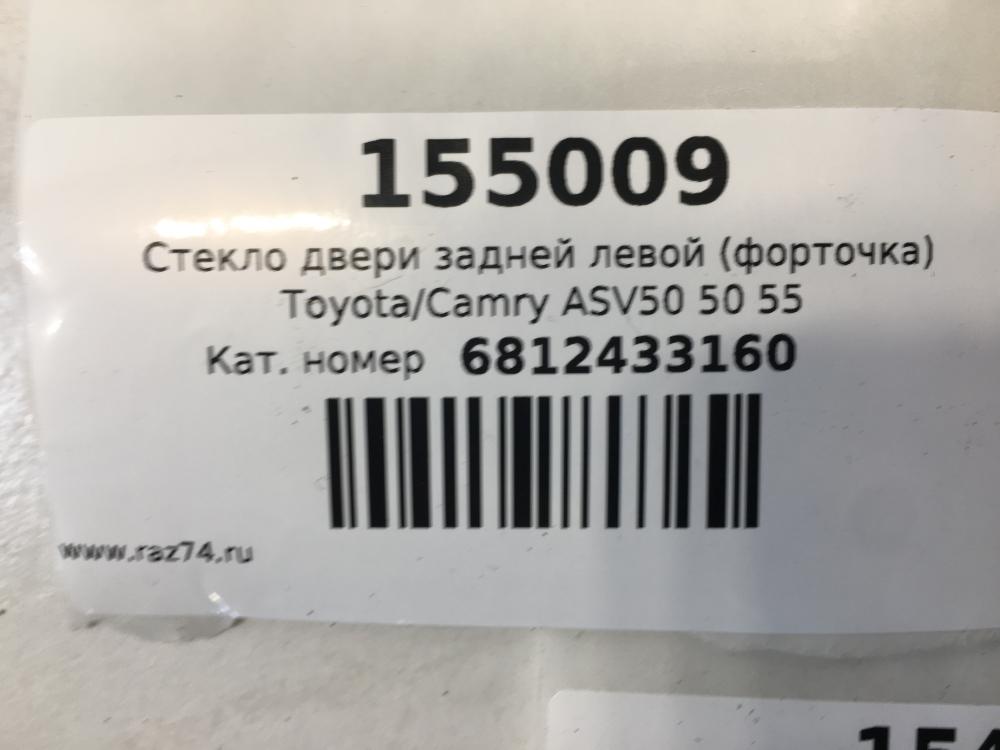 155009
Стекло двери задней левой (форточка)
Toyota/Camry ASV50 50 55
Кат. номер 6812433160
www.raz74.ru